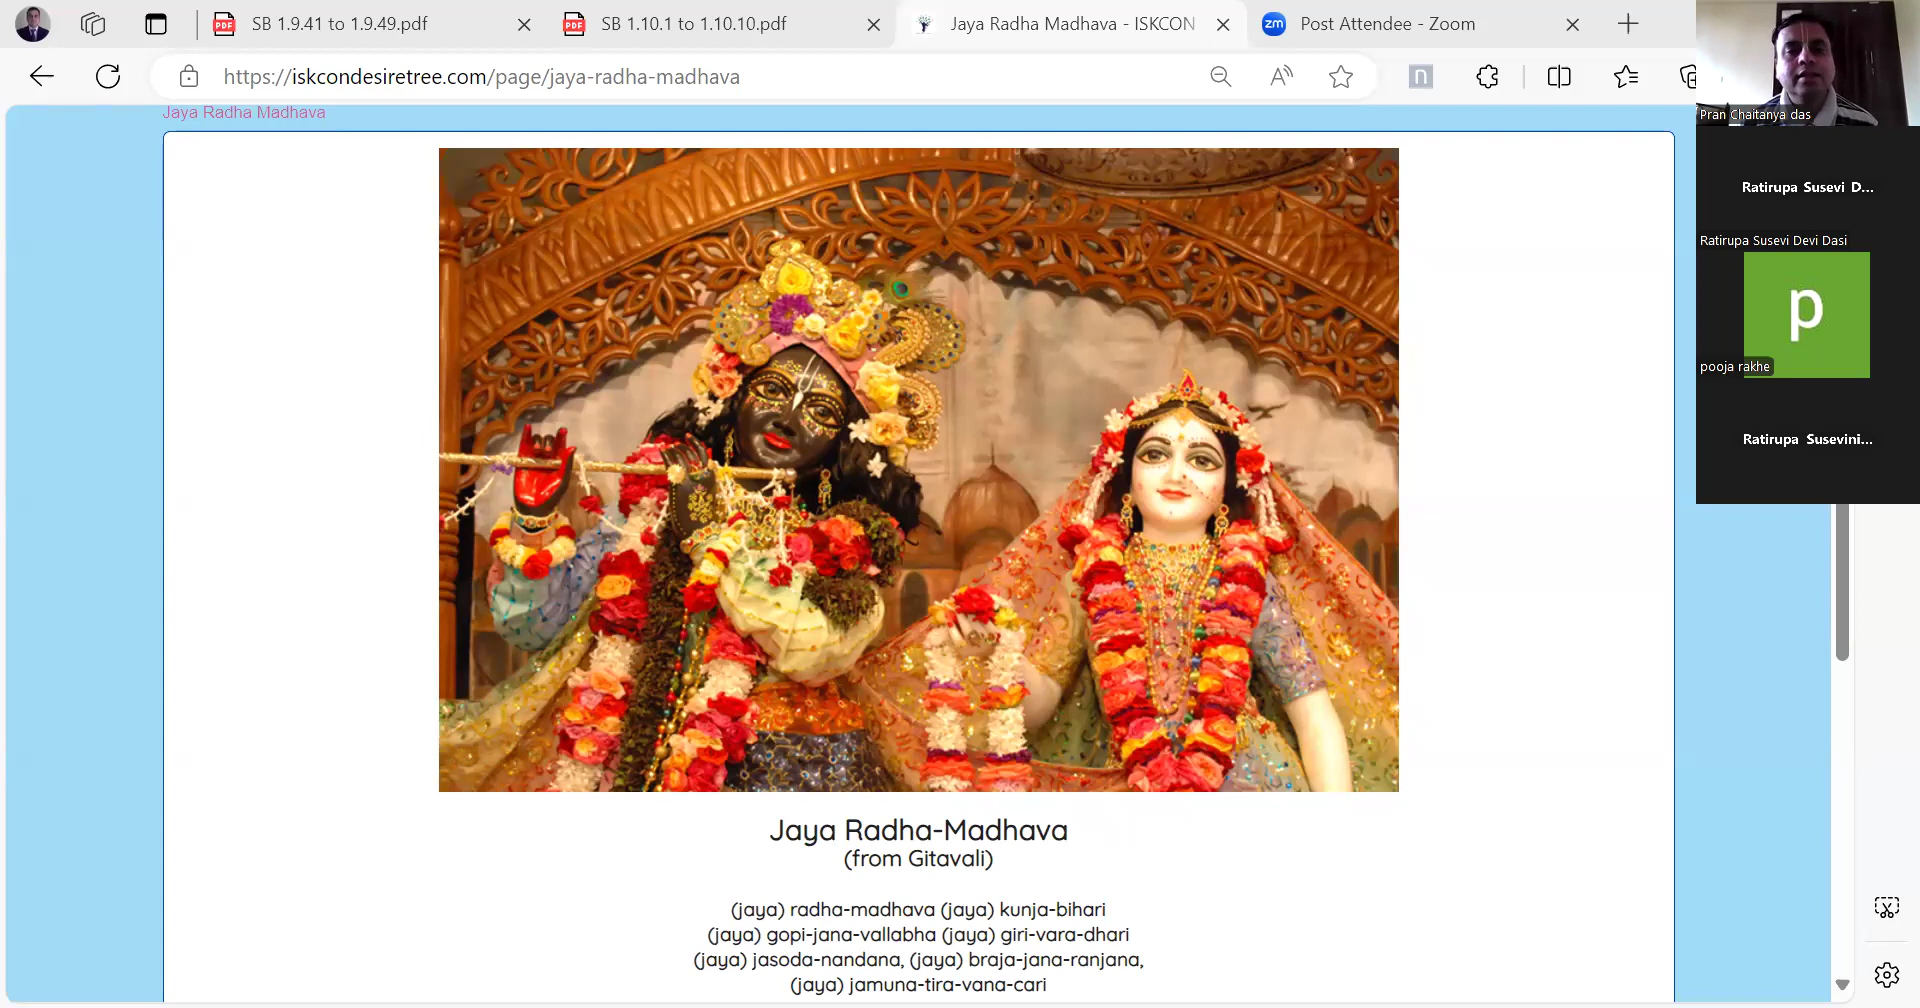 SB 1.9.41 to 1.9.49.pdf
SB 1.10.1 to 1.10.10.pdf
Jaya Radha Madhava - ISKCON
zm
Post Attendee - Zoom
https://iskcondesiretree.com/page/jaya-radha-madhava
A
n
Jaya Radha Madhava
Pran Chaitanya das
Ratirupa Susevi D...
Ratirupa Susevi Devi Dasi
p
pooja rakhe
Ratirupa Susevini...
Jaya Radha-Madhava
(from Gitavali)
(jaya) radha-madhava (jaya) kunja-bihari
(jaya) gopi-jana-vallabha (jaya) giri-vara-dhari
(jaya) jasoda-nandana, (jaya) braja-jana-ranjana,
(jaya) jamuna-tira-vana-cari